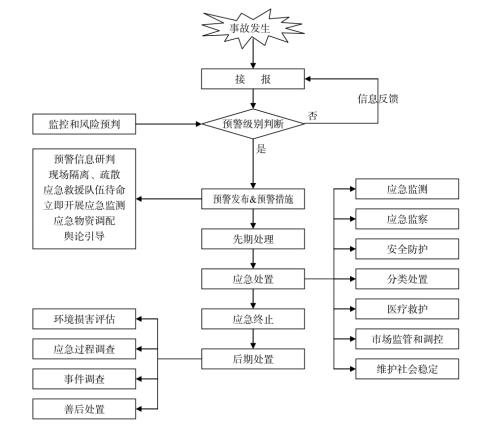 事故发生
接 报
信息反馈
监控和风险预判
预警级别判断
否
是
预警信息研判
现场隔离、疏散
应急救援队伍待命
立即开展应急监测
应急物资调配
舆论引导
预警发布&预警措施
先期处理
应急处置
应急终止
后期处置
应急监测
应急监察
安全防护
分类处置
医疗救护
市场监管和调控
维护社会稳定
环境损害评估
应急过程调查
事件调查
善后处置